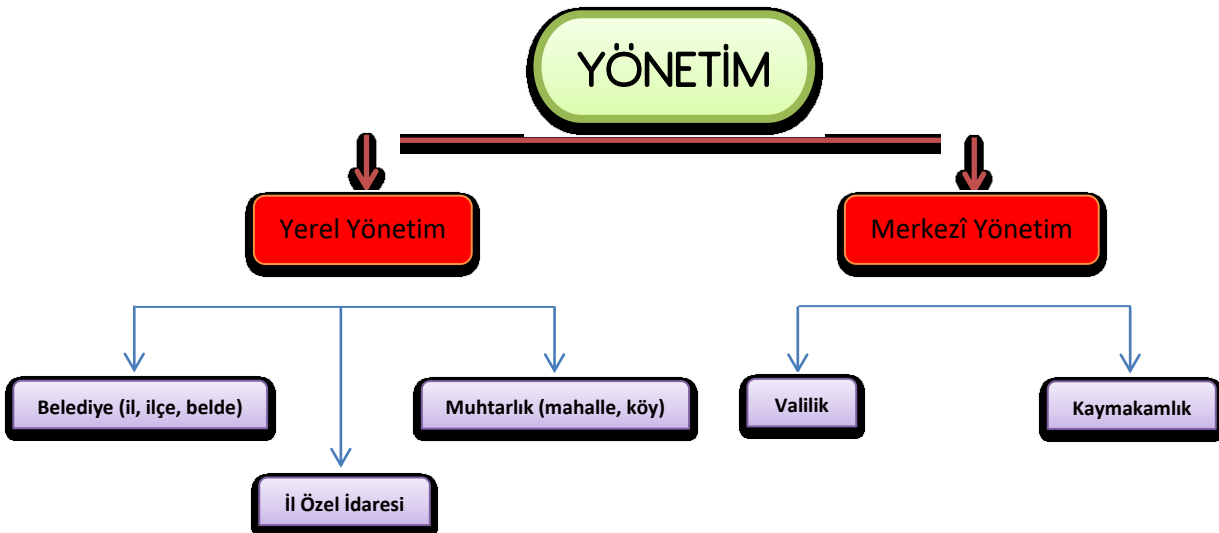 YÖNETİM
Yerel Yönetim
Merkezî Yönetim
Belediye (il, ilçe, belde)
Muhtarlık (mahalle, köy)
Valilik
Kaymakamlık
İl Özel İdaresi